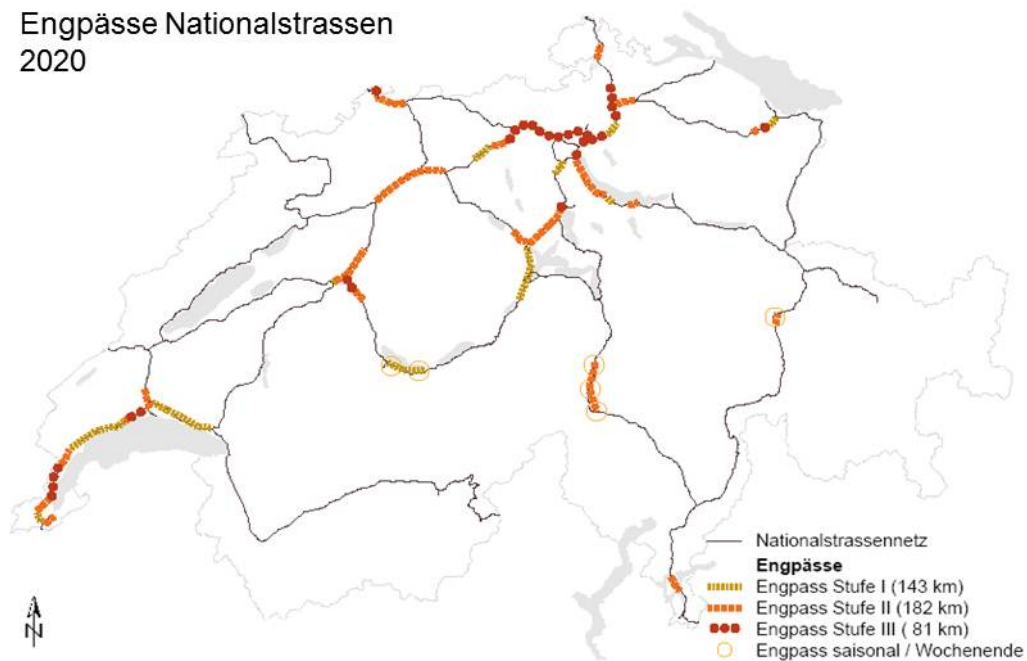 Engpässe Nationalstrassen
2020
Nationalstrassennetz
Engpässe
Engpass Stufe I (143 km)
Engpass Stufe II (182 km)
Engpass Stufe III ( 81 km)
Engpass saisonal / Wochenende
N